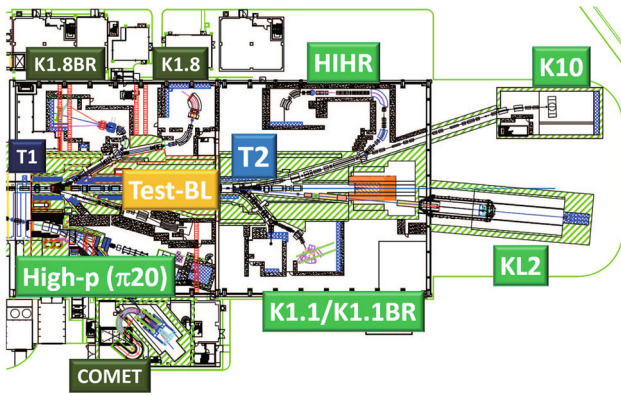 K1.8BR
K1.8
HIHR
K10
T1
T2
Test-BL
High-p (π20)
K1.1/K1.1BR
KL2
COMET